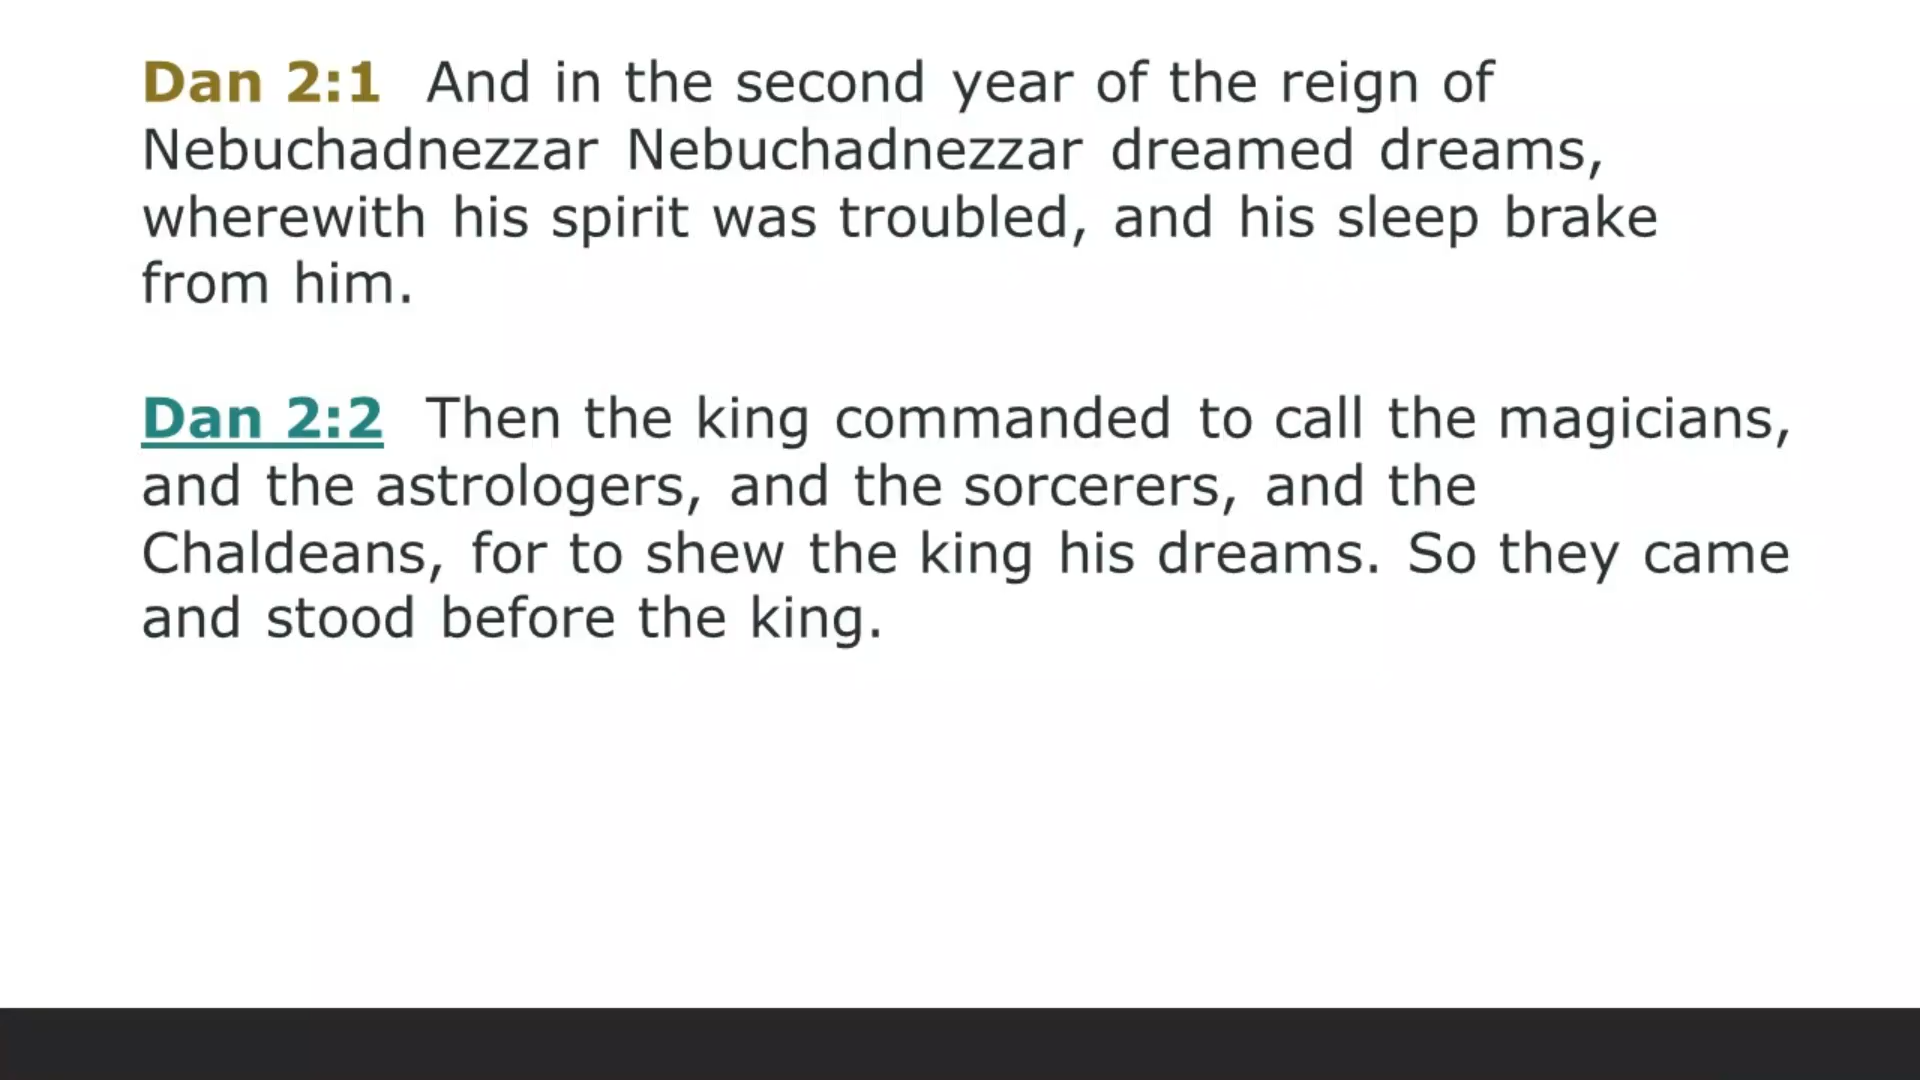 Dan 2:1 And in the second year of the reign of
Nebuchadnezzar Nebuchadnezzar dreamed dreams,
wherewith his spirit was troubled, and his sleep brake
from him.
Dan 2:2 Then the king commanded to call the magicians,
and the astrologers, and the sorcerers, and the
Chaldeans, for to shew the king his dreams. So they came
and stood before the king.